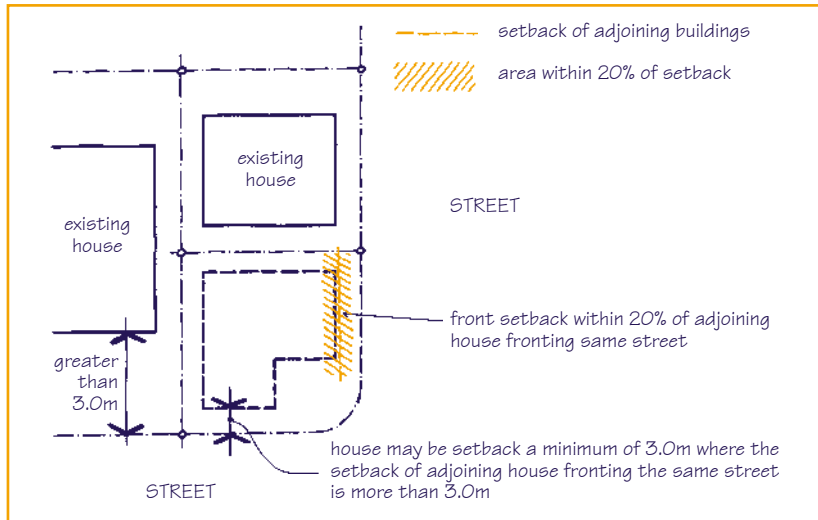 setback of adjoining buildings
area within 20% of setback
existing
house
STREET
existing
house
front setback within 20% of adjoining
house fronting same street
greater
than
3.0m
house may be setback a minimum of 3.0m where the
setback of adjoining house fronting the same street
is more than 3.0m
STREET